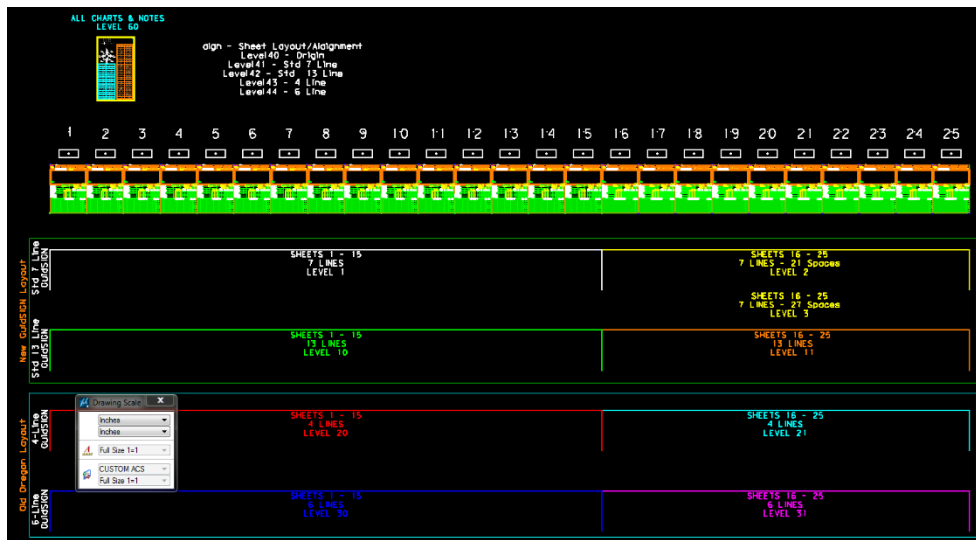 ALL CHARTS & NOTES
LEVEL 60
align - Sheet Layout/Alaignment
Level40 - Origin
Level41 - Std 7 Line
Level42 - Std 13 Line
Level43 - 4 Line
Level44 - 6 Line
1 2 3 4 5 6 7 8 9 10 11 12 13 14 15 16 17 18 19 20 21 22 23 24 25
New GuidSIGN Layout
Std 7 Line
GuidSIGN
SHEETS 1 - 15
7 LINES
LEVEL 1
SHEETS 16 - 25
7 LINES - 21 Spaces
LEVEL 2
SHEETS 16 - 25
7 LINES - 27 Spaces
LEVEL 3
Std 13 Line
GuidSIGN
SHEETS 1 - 15
13 LINES
LEVEL 10
SHEETS 16 - 25
13 LINES
LEVEL 11
Old Oregon Layout
4-Line
GuidSIGN
Drawing Scale
Inches
Inches
Full Size 1=1
CUSTOM ACS
Full Size 1=1
SHEETS 1 - 15
4 LINES
LEVEL 20
SHEETS 16 - 25
4 LINES
LEVEL 21
6-Line
GuidSIGN
SHEETS 1 - 15
6 LINES
LEVEL 30
SHEETS 16 - 25
6 LINES
LEVEL 31